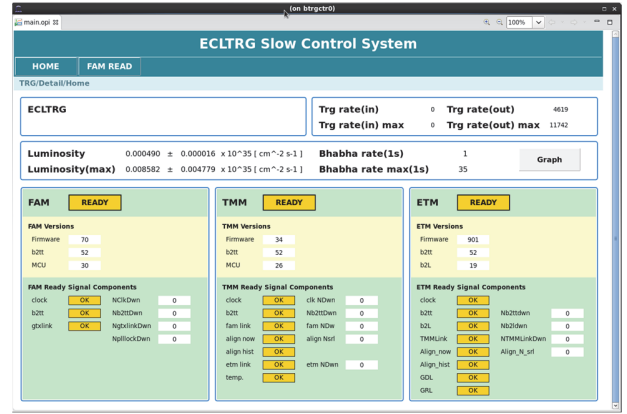 (on btrgctr0)
main.opi
100%
ECLTRG Slow Control System
HOME FAM READ
TRG/Detail/Home
ECLTRG
Trg rate(in) 0 Trg rate(out) 4619
Trg rate(in) max 0 Trg rate(out) max 11742
Luminosity 0.000490 ± 0.000016 x10^35 [ cm^-2 s-1 ] Bhabha rate(1s) 1
Luminosity(max) 0.008582 ± 0.004779 x10^35 [ cm^-2 s-1 ] Bhabha rate max(1s) 35
Graph
FAM READY
FAM Versions
Firmware 70
b2tt 52
MCU 30
FAM Ready Signal Components
clock OK NClkDwn 0
b2tt OK Nb2ttDwn 0
gtxlink OK NgtxlinkDwn 0
NplllockDwn 0
TMM READY
TMM Versions
Firmware 34
b2tt 52
MCU 26
TMM Ready Signal Components
clock OK clk NDwn 0
b2tt OK Nb2ttDwn 0
fam link OK fam NDw 0
align now OK align Nsrl 0
align hist OK
etm link OK etm NDwn 0
temp. OK
ETM READY
ETM Versions
Firmware 901
b2tt 52
b2L 19
ETM Ready Signal Components
clock OK
b2tt OK Nb2ttdwn 0
b2L OK Nb2ldwn 0
TMMLink OK NTMMLinkDwn 0
Align_now OK Align_N_srl 0
Align_hist OK
GDL OK
GRL OK